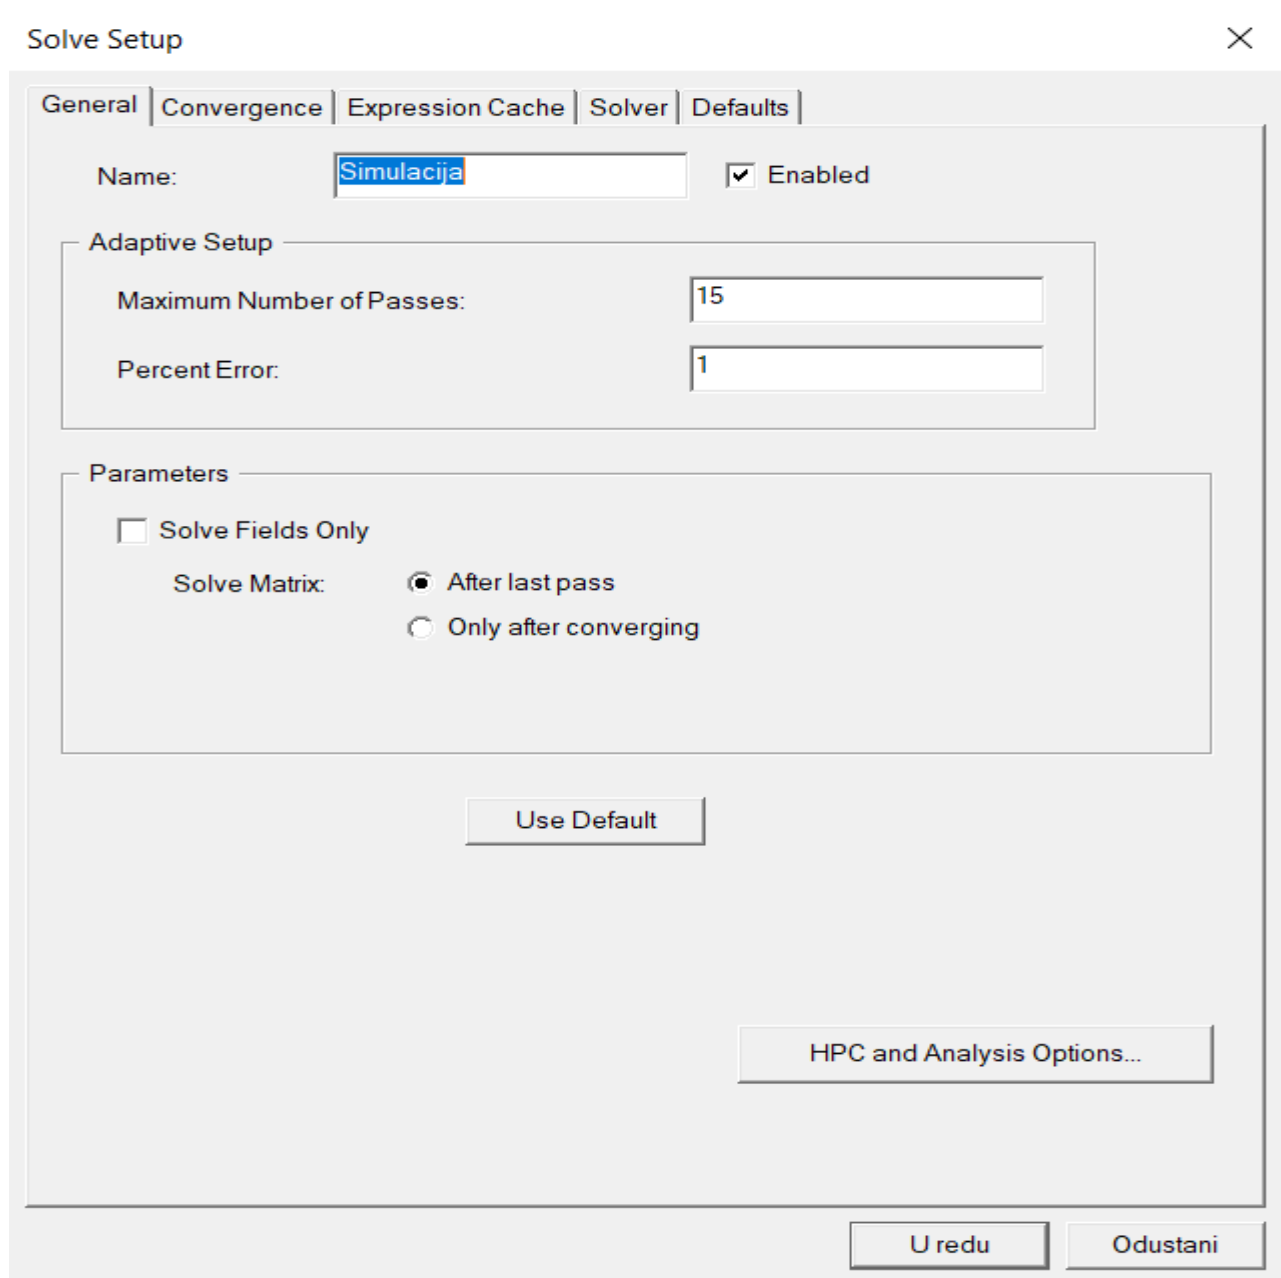 Solve Setup
General Convergence Expression Cache Solver Defaults
Name: Simulacija Enabled
Adaptive Setup
Maximum Number of Passes: 15
Percent Error: 1
Parameters
Solve Fields Only
Solve Matrix: After last pass
Only after converging
Use Default
HPC and Analysis Options...
U redu Odustani